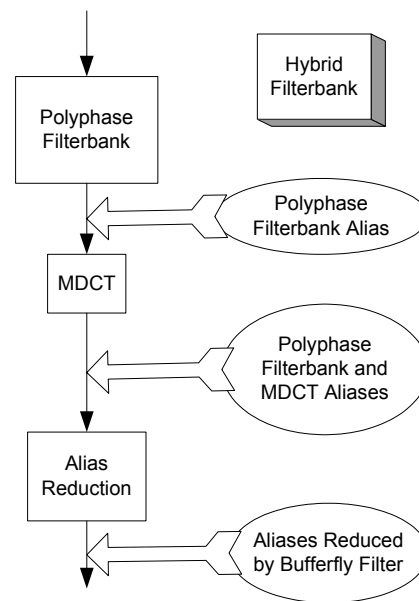 Hybrid
Filterbank
Polyphase
Filterbank
Polyphase
Filterbank Alias
MDCT
Polyphase
Filterbank and
MDCT Aliases
Alias
Reduction
Aliases Reduced
by Bufferfly Filter